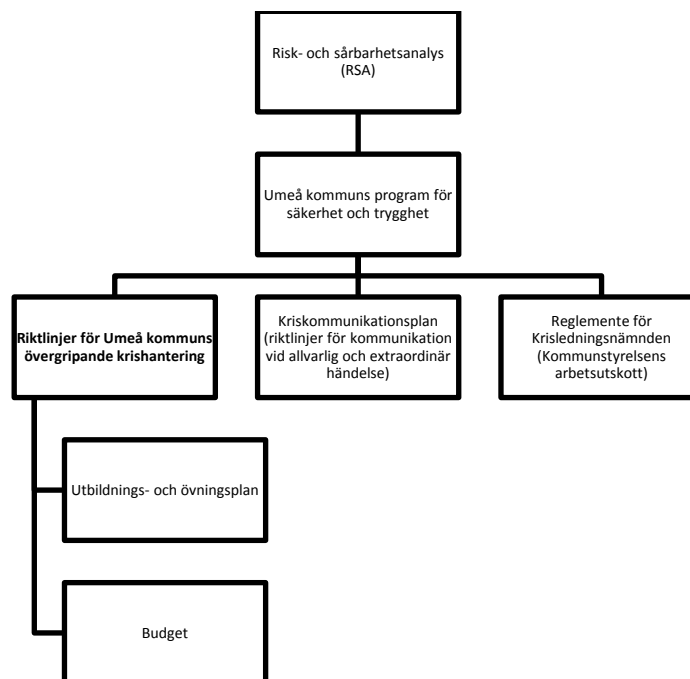 Risk- och sårbarhetsanalys
(RSA)
Umeå kommuns program för
säkerhet och trygghet
Riktlinjer för Umeå kommuns
övergripande krishantering
Kriskommunikationsplan
(riktlinjer för kommunikation
vid allvarlig och extraordinär
händelse)
Reglemente för
Krisledningsnämnden
(Kommunstyrelsens
arbetsutskott)
Utbildnings- och övningsplan
Budget